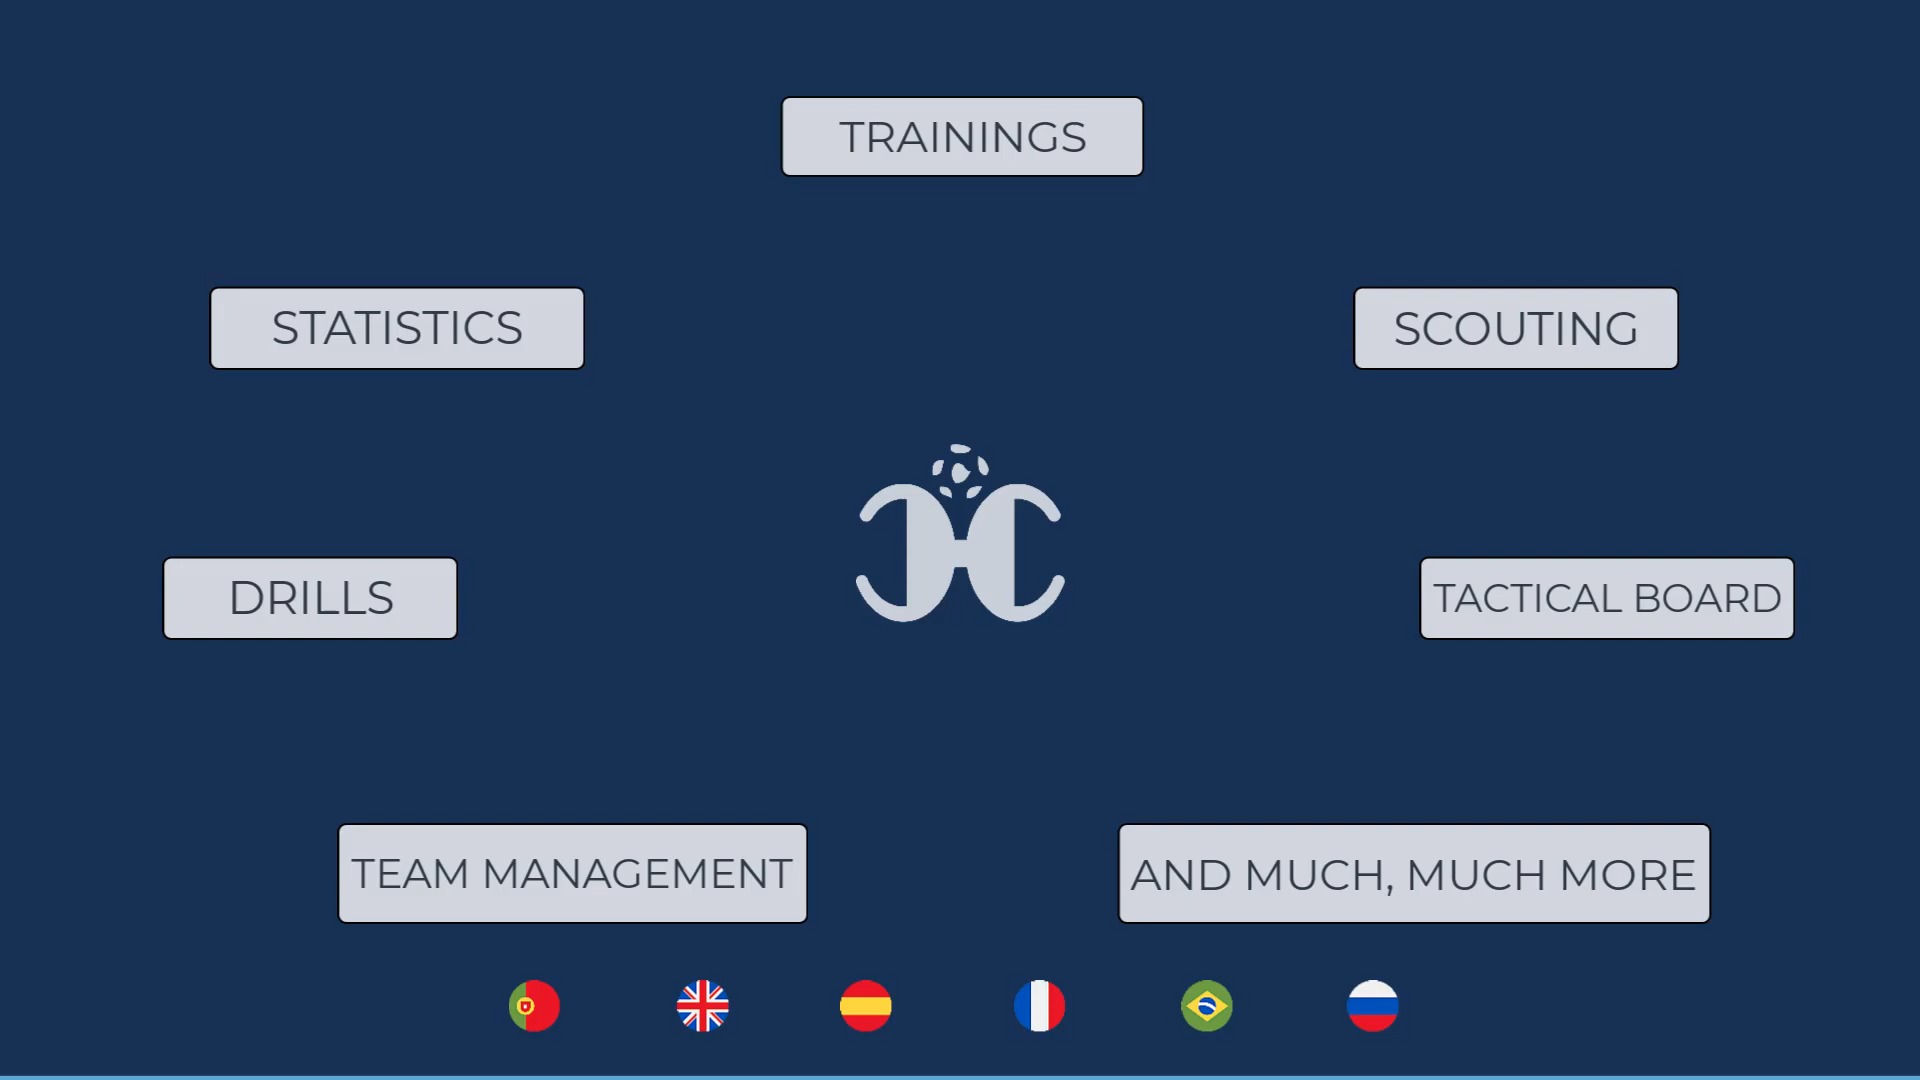 TRAININGS
STATISTICS
SCOUTING
DRILLS
TACTICAL BOARD
TEAM MANAGEMENT
AND MUCH, MUCH MORE